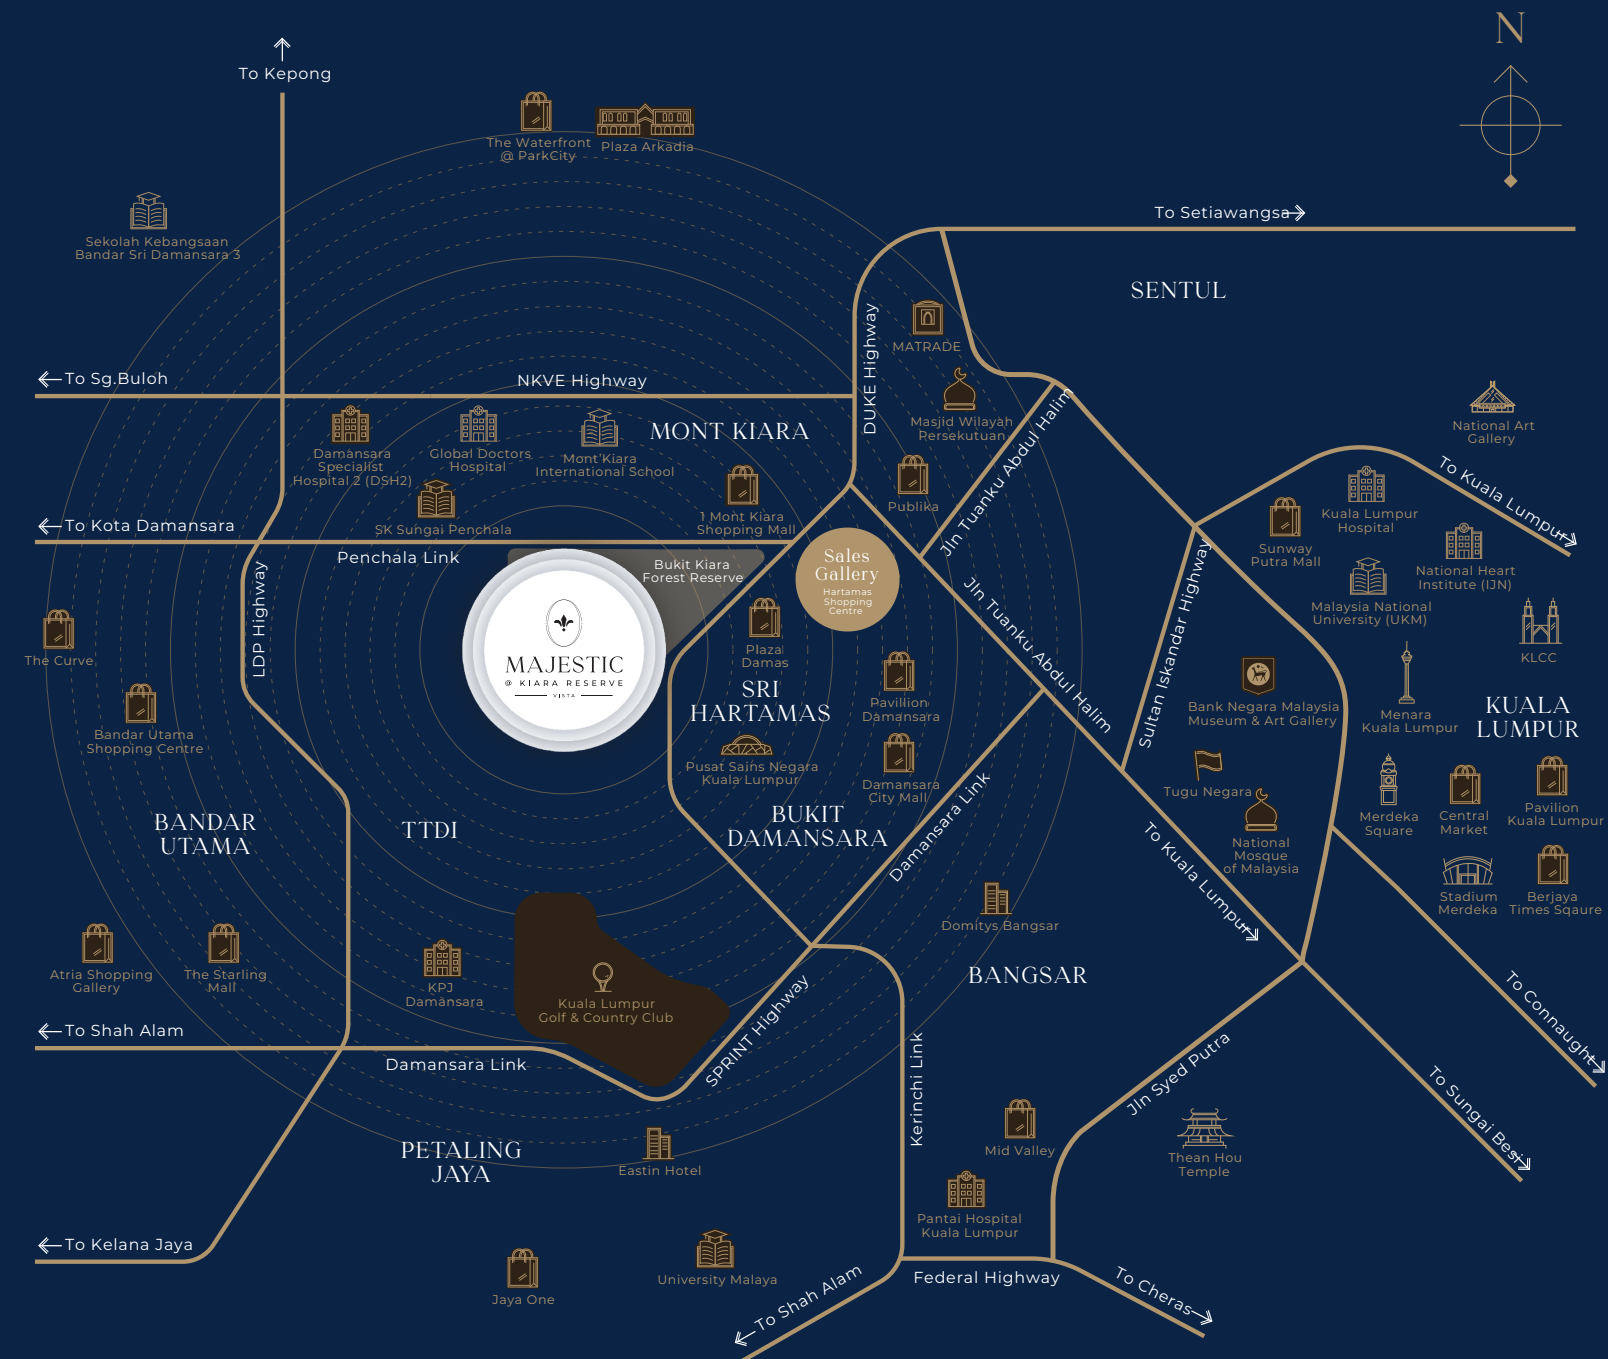 N
To Kepong
The Waterfront
@ ParkCity
Plaza Arkadia
Sekolah Kebangsaan
Bandar Sri Damansara 3
To Setiawangsa
SENTUL
MATRADE
DUKE Highway
To Sg.Buloh
NKVE Highway
MONT KIARA
Masjid Wilayah
Persekutuan
Jln Tuanku Abdul Halim
National Art
Gallery
Damansara
Specialist
Hospital 2 (DSH2)
Global Doctors
Hospital
Mont'Kiara
International School
1 Mont Kiara
Shopping Mall
Publika
SK Sungai Penchala
To Kota Damansara
Penchala Link
Bukit Kiara
Forest Reserve
Sales
Gallery
Hartamas
Shopping
Centre
To Kuala Lumpur
Kuala Lumpur
Hospital
Sunway
Putra Mall
National Heart
Institute (IJN)
Malaysia National
University (UKM)
KLCC
LDP Highway
The Curve
MAJESTIC
@ KIARA RESERVE
VISTA
Plaza
Damas
SRI
HARTAMAS
Pavillion
Damansara
Jln Tuanku Abdul Halim
Sultan Iskandar Highway
Bank Negara Malaysia
Museum & Art Gallery
Menara
Kuala Lumpur
KUALA
LUMPUR
Bandar Utama
Shopping Centre
Pusat Sains Negara
Kuala Lumpur
Damansara
City Mall
Tugu Negara
Merdeka
Square
Central
Market
Pavilion
Kuala Lumpur
BANDAR
UTAMA
TTDI
BUKIT
DAMANSARA
Damansara Link
To Kuala Lumpur
National
Mosque
of Malaysia
Stadium
Merdeka
Berjaya
Times Sqaure
Domitys Bangsar
BANGSAR
Atria Shopping
Gallery
The Starling
Mall
KPJ
Damansara
Kuala Lumpur
Golf & Country Club
SPRINT Highway
To Connaught
To Shah Alam
Damansara Link
Kerinchi Link
Jln Syed Putra
To Sungai Besi
PETALING
JAYA
Eastin Hotel
Mid Valley
Thean Hou
Temple
Pantai Hospital
Kuala Lumpur
To Kelana Jaya
Jaya One
University Malaya
To Shah Alam
Federal Highway
To Cheras